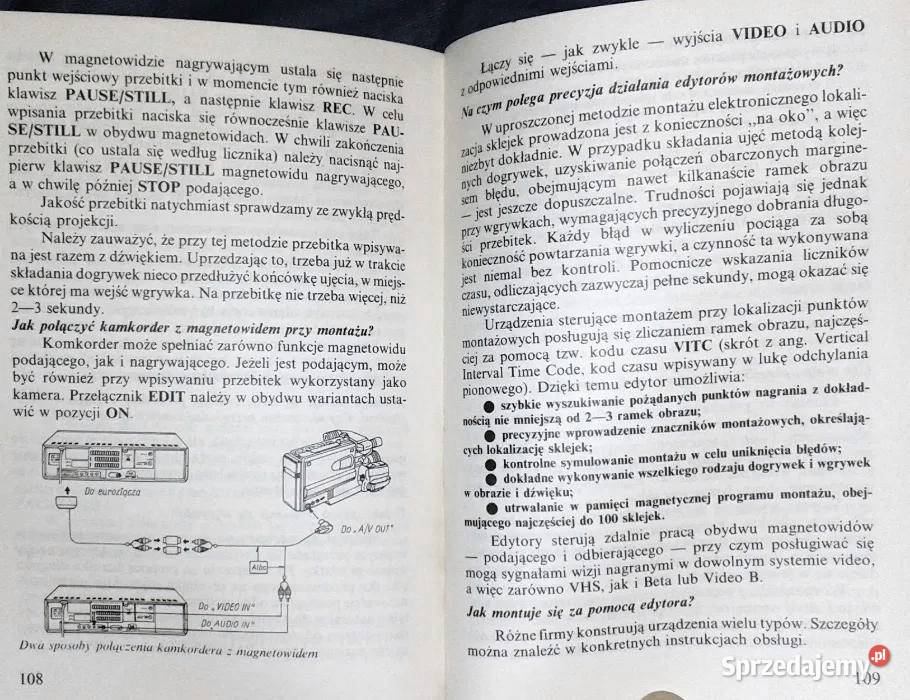 W magnetowidzie nagrywającym ustala się następnie
punkt wejściowy przebitki i w momencie tym również naciska
klawisz PAUSE/STILL, a następnie klawisz REC. W celu
wpisania przebitki naciska się równocześnie klawisze PAU-
SE/STILL w obydwu magnetowidach. W chwili zakończenia
przebitki (co ustala się według licznika) należy nacisnąć naj-
pierw klawisz PAUSE/STILL magnetowidu nagrywającego,
a w chwilę później STOP podającego.
Jakość przebitki natychmiast sprawdzamy ze zwykłą pręd-
kością projekcji.
Należy zauważyć, że przy tej metodzie przebitka wpisywa-
na jest razem z dźwiękiem. Uprzedzając to, trzeba już w trakcie
składania dogrywek nieco przedłużyć końcówkę ujęcia, w miejs-
ce której ma wejść wgrywka. Na przebitkę nie trzeba więcej, niż
2—3 sekundy.
Jak połączyć kamkorder z magnetowidem przy montażu?
Komkorder może spełniać zarówno funkcje magnetowidu
podającego, jak i nagrywającego. Jeżeli jest podającym, może
być również przy wpisywaniu przebitek wykorzystany jako
kamera. Przełącznik EDIT należy w obydwu wariantach usta-
wić w pozycji ON.
Do eurozłącza
Do „A/V OUT"
Albo
Do „VIDEO IN"
Do „AUDIO IN"
Dwa sposoby połączenia kamkordera z magnetowidem
108
Łączy się — jak zwykle — wyjścia VIDEO i AUDIO
z odpowiednimi wejściami.
Na czym polega precyzja działania edytorów montażowych?
W uproszczonej metodzie montażu elektronicznego lokali-
zacja sklejek prowadzona jest z konieczności „na oko", a więc
niezbyt dokładnie. W przypadku składania ujęć metodą kolej-
nych dogrywek, uzyskiwanie połączeń obarczonych margine-
sem błędu, obejmującym nawet kilkanaście ramek obrazu
— jest jeszcze dopuszczalne. Trudności pojawiają się jednak
przy wgrywkach, wymagających precyzyjnego dobrania długo-
ści przebitek. Każdy błąd w wyliczeniu pociąga za sobą
konieczność powtarzania wgrywki, a czynność ta wykonywana
jest niemal bez kontroli. Pomocnicze wskazania liczników
czasu, odliczających zazwyczaj pełne sekundy, mogą okazać się
niewystarczające.
Urządzenia sterujące montażem przy lokalizacji punktów
montażowych posługują się zliczaniem ramek obrazu, najczęś-
ciej za pomocą tzw. kodu czasu VITC (skrót z ang. Vertical
Interval Time Code, kod czasu wpisywany w lukę odchylania
pionowego). Dzięki temu edytor umożliwia:
● szybkie wyszukiwanie pożądanych punktów nagrania z dokład-
nością nie mniejszą od 2—3 ramek obrazu;
● precyzyjne wprowadzenie znaczników montażowych, określają-
cych lokalizację sklejek;
● kontrolne symulowanie montażu w celu uniknięcia błędów;
● dokładne wykonywanie wszelkiego rodzaju dogrywek i wgrywek
w obrazie i dźwięku;
● utrwalanie w pamięci magnetycznej programu montażu, obej-
mującego najczęściej do 100 sklejek.
Edytory sterują zdalnie pracą obydwu magnetowidów
— podającego i odbierającego — przy czym posługiwać się
mogą sygnałami wizji nagranymi w dowolnym systemie video,
a więc zarówno VHS, jak i Beta lub Video B.
Jak montuje się za pomocą edytora?
Różne firmy konstruują urządzenia wielu typów. Szczegóły
można znaleźć w konkretnych instrukcjach obsługi.
109
Sprzedajemy.pl